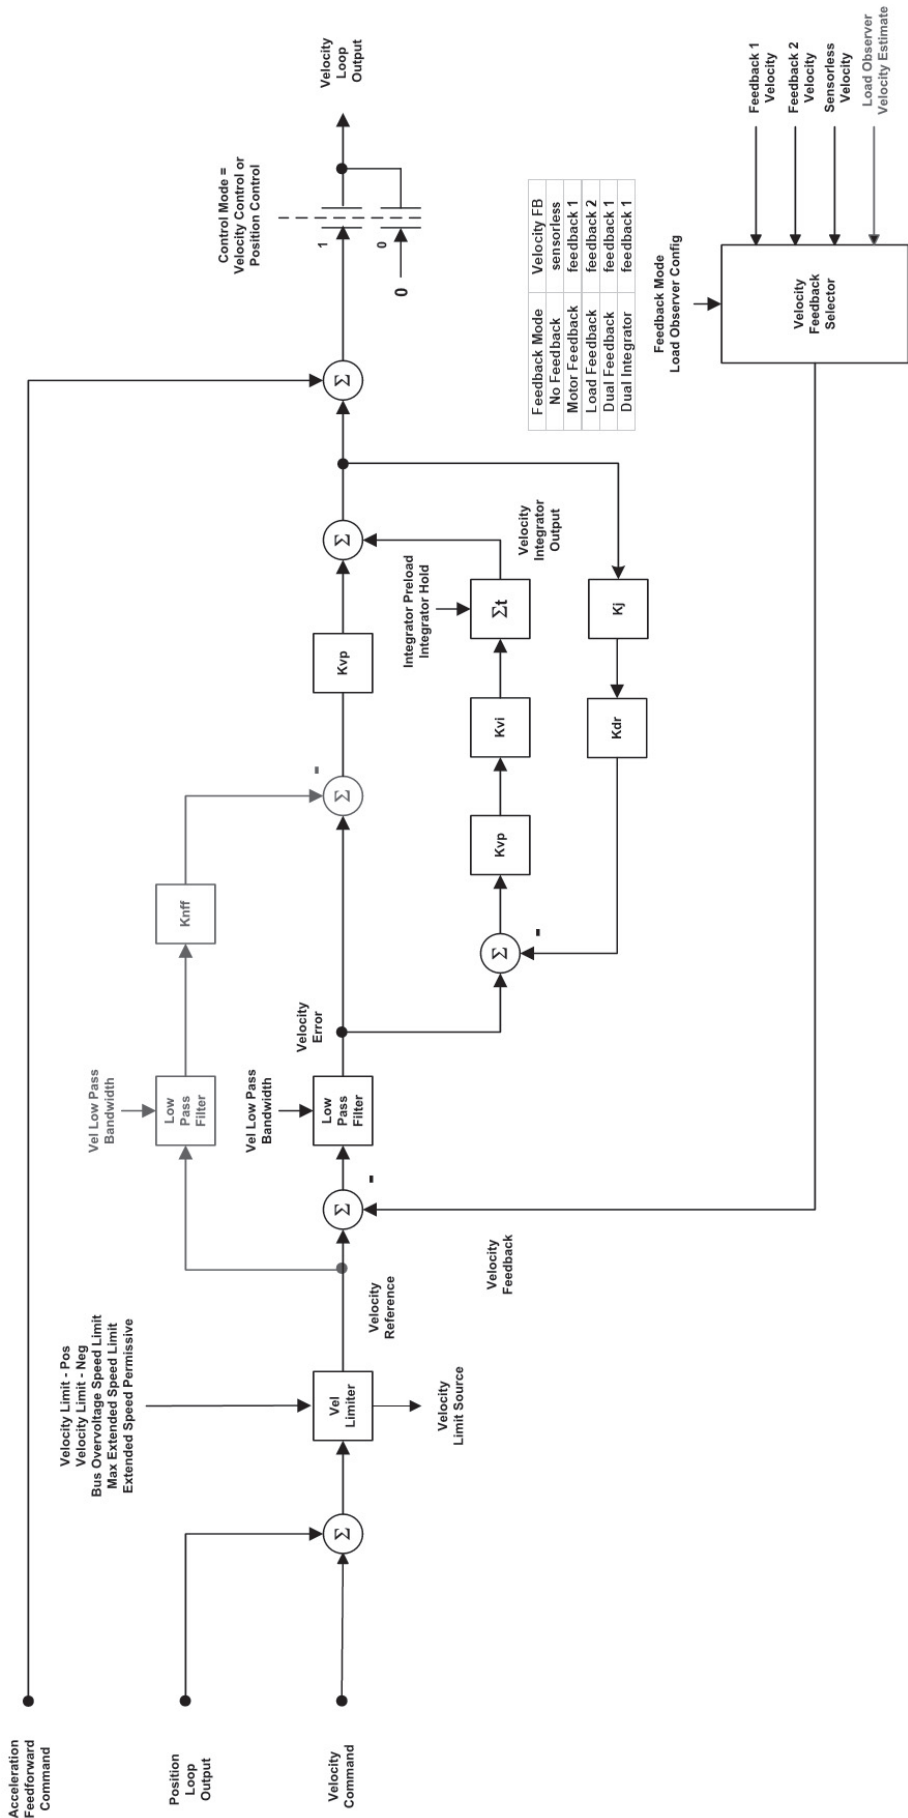 Acceleration
Feedforward
Command
Position
Loop
Output
Velocity
Command
Σ
Velocity Limit - Pos
Velocity Limit - Neg
Bus Overvoltage Speed Limit
Max Extended Speed Limit
Extended Speed Permissive
Vel
Limiter
Velocity
Limit Source
Velocity
Reference
Σ
-
Velocity
Feedback
Vel Low Pass
Bandwidth
Low
Pass
Filter
Vel Low Pass
Bandwidth
Low
Pass
Filter
Velocity
Error
Knff
Σ
-
Σ
-
Kvp
Kvi
Σt
Integrator Preload
Integrator Hold
Velocity
Integrator
Output
Kvp
Σ
Kdr
Kj
Σ
Control Mode =
Velocity Control or
Position Control
1
0
0
Velocity
Loop
Output
Feedback Mode Velocity FB
No Feedback sensorless
Motor Feedback feedback 1
Load Feedback feedback 2
Dual Feedback feedback 1
Dual Integrator feedback 1
Feedback Mode
Load Observer Config
Velocity
Feedback
Selector
Feedback 1
Velocity
Feedback 2
Velocity
Sensorless
Velocity
Load Observer
Velocity Estimate